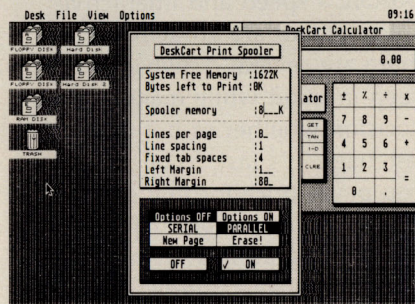 Desk File View Options 09:16
DeskCart Calculator
0.00
FLOPPY DISK Hard Disk
FLOPPY DISK Hard Disk 2
RAM DISK
TRASH
DeskCart Print Spooler
System Free Memory :1622K
Bytes left to Print :0K
Spooler memory :8___K
Lines per page :0_
Line spacing :1
Fixed tab spaces :4
Left Margin :1__
Right Margin :80_
Options OFF Options ON
SERIAL PARALLEL
New Page Erase!
OFF ✓ ON
ator
GET
TAN
± % ÷ x
7 8 9 -
4 5 6 +
1 2 3 =
0 .